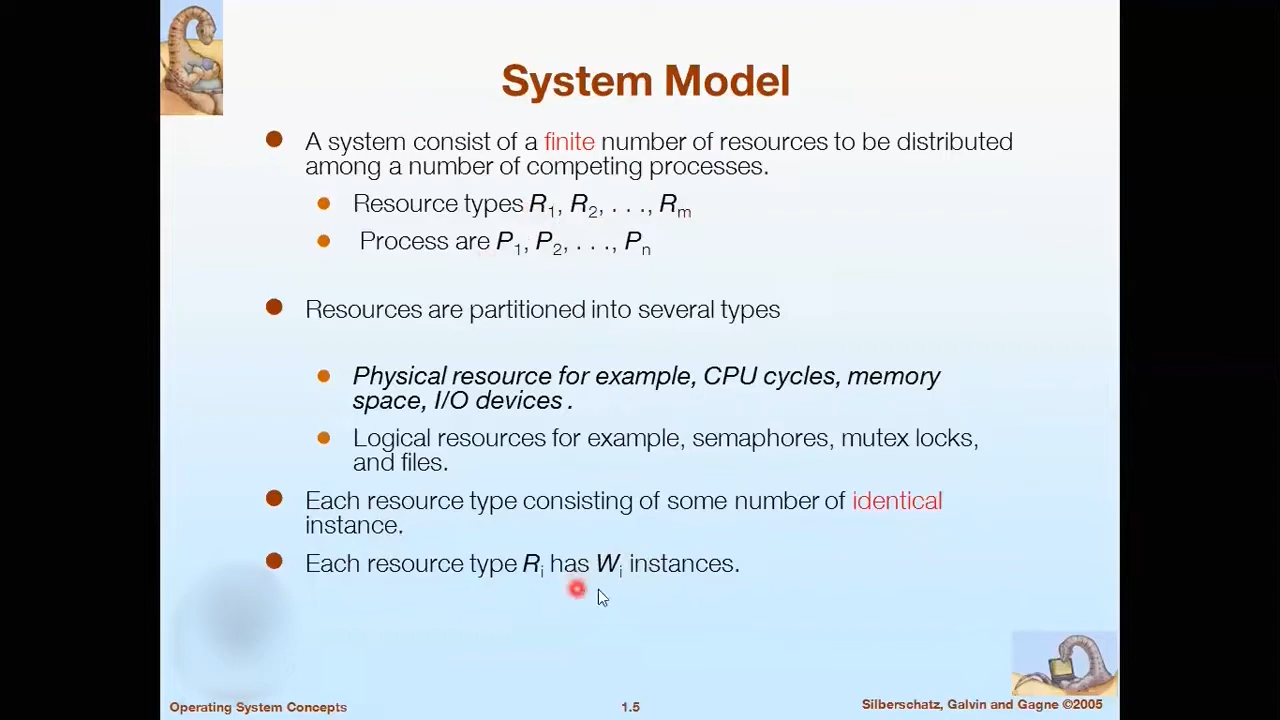 System Model
A system consist of a finite number of resources to be distributed
among a number of competing processes.
Resource types R1, R2, . . ., Rm
Process are P1, P2, . . ., Pn
Resources are partitioned into several types
Physical resource for example, CPU cycles, memory
space, I/O devices .
Logical resources for example, semaphores, mutex locks,
and files.
Each resource type consisting of some number of identical
instance.
Each resource type Ri has Wi instances.
Operating System Concepts
1.5
Silberschatz, Galvin and Gagne ©2005